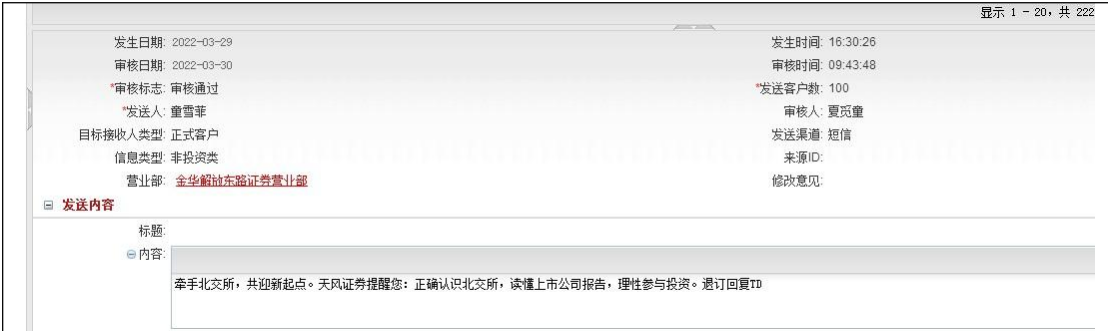 显示 1 - 20，共 222
发生日期: 2022-03-29 发生时间: 16:30:26
审核日期: 2022-03-30 审核时间: 09:43:48
*审核标志: 审核通过 *发送客户数: 100
*发送人: 童雪菲 审核人: 夏觅童
目标接收人类型: 正式客户 发送渠道: 短信
信息类型: 非投资类 来源ID:
营业部: 金华解放东路证券营业部 修改意见:
发送内容
标题:
内容:
牵手北交所，共迎新起点。天风证券提醒您：正确认识北交所，读懂上市公司报告，理性参与投资。退订回复TD